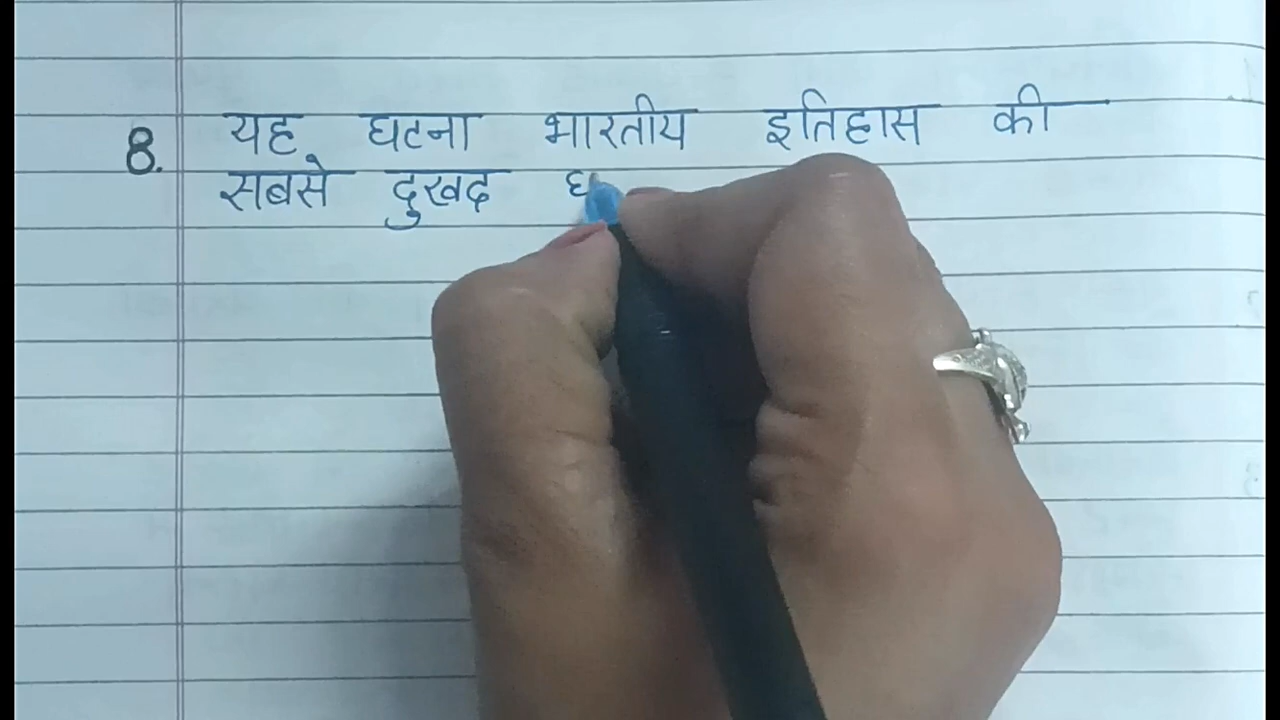 8. यह घटना भारतीय इतिहास की
सबसे दुखद